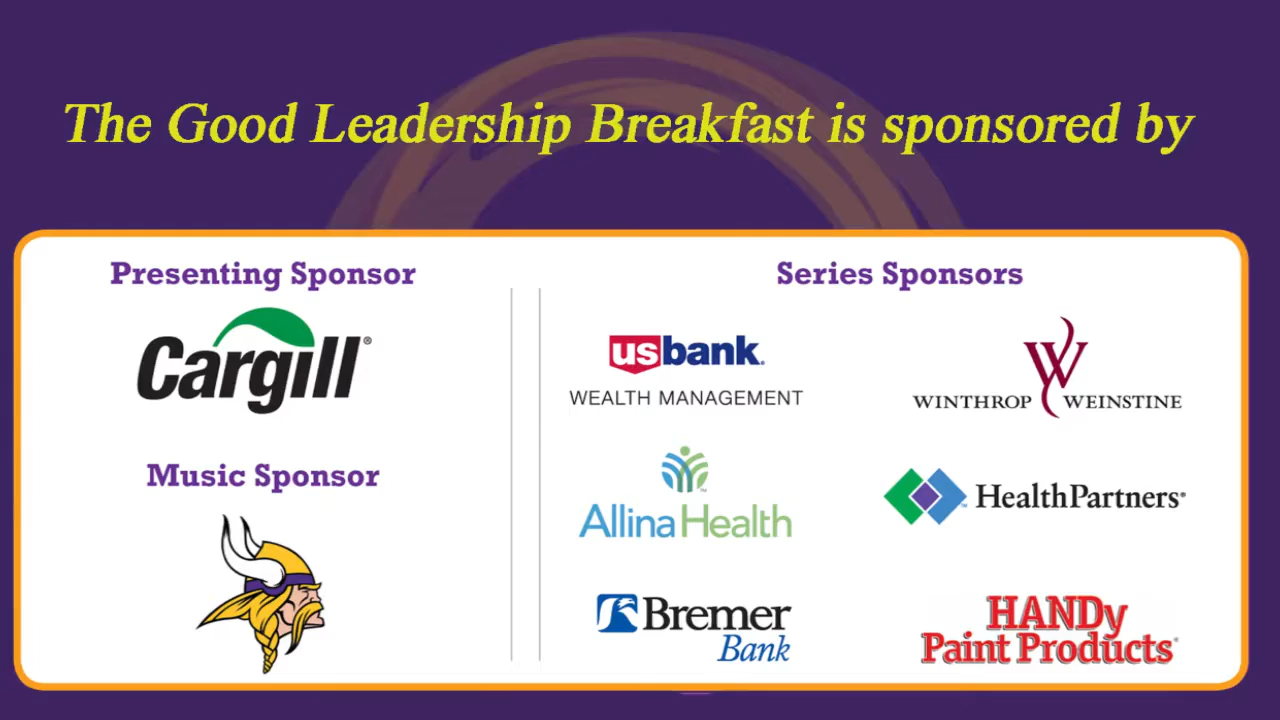 The Good Leadership Breakfast is sponsored by
Presenting Sponsor
Cargill®
Music Sponsor
Series Sponsors
usbank.
WEALTH MANAGEMENT
W
WINTHROP WEINSTINE
Allina Health
HealthPartners®
Bremer
Bank
HANDy
Paint Products®